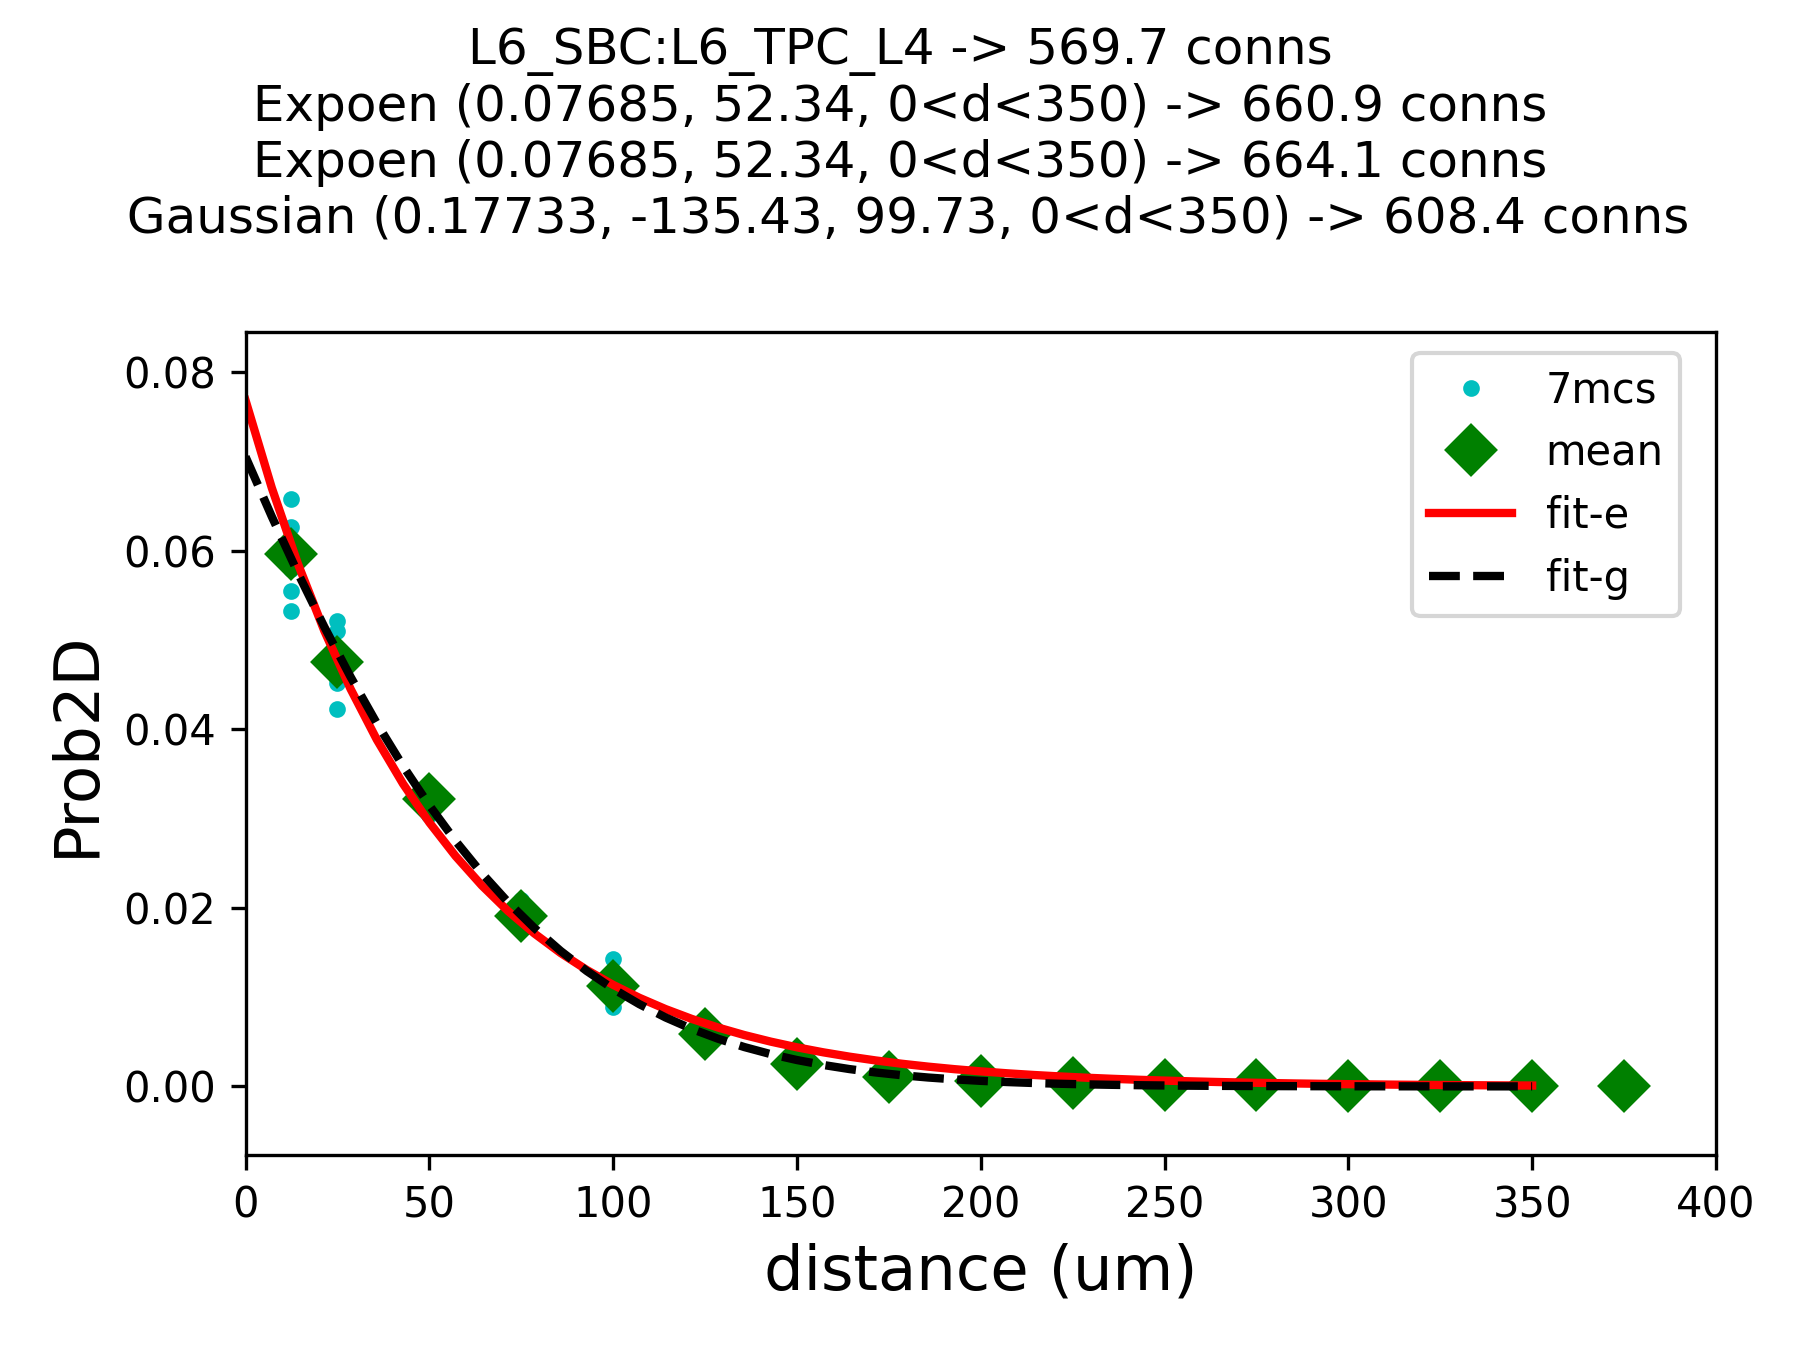 L6_SBC:L6_TPC_L4 -> 569.7 conns
Expoen (0.07685, 52.34, 0<d<350) -> 660.9 conns
Expoen (0.07685, 52.34, 0<d<350) -> 664.1 conns
Gaussian (0.17733, -135.43, 99.73, 0<d<350) -> 608.4 conns
7mcs
mean
fit-e
fit-g
Prob2D
0.08
0.06
0.04
0.02
0.00
0 50 100 150 200 250 300 350 400
distance (um)